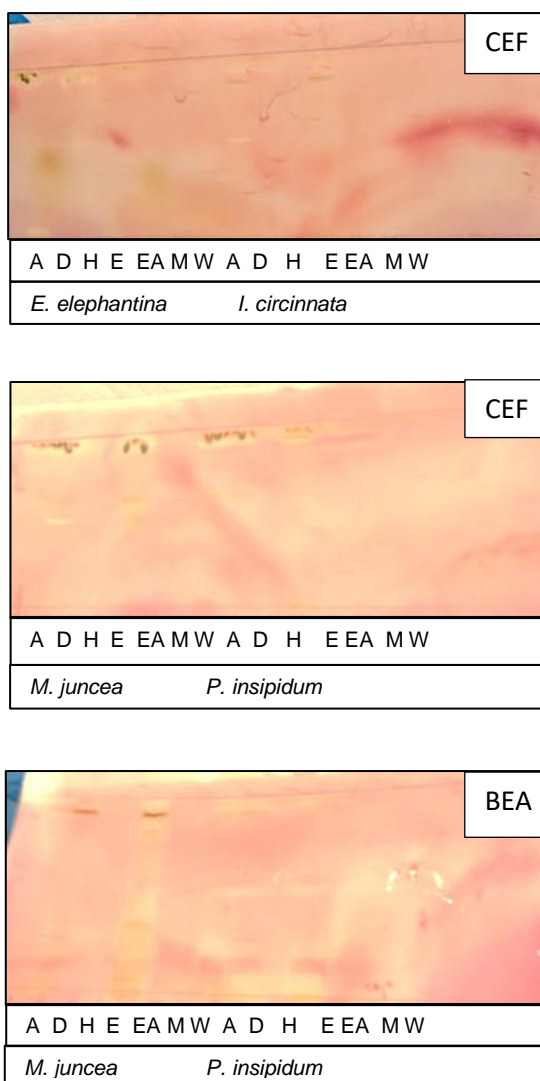 CEF
A D H E EA M W A D H E EA M W
E. elephantina I. circinnata
CEF
A D H E EA M W A D H E EA M W
M. juncea P. insipidum
BEA
A D H E EA M W A D H E EA M W
M. juncea P. insipidum